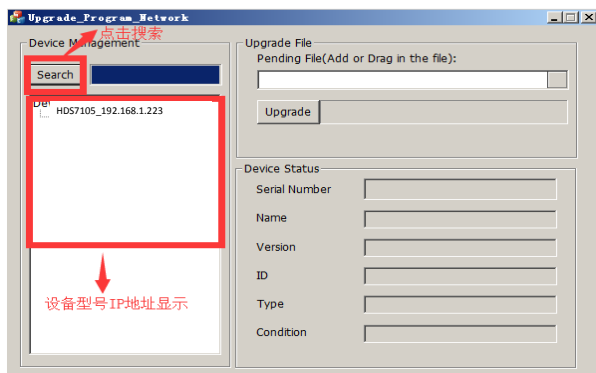 Upgrade_Program_Network
Device Management
点击搜索
Search
HDS7105_192.168.1.223
设备型号IP地址显示
Upgrade File
Pending File(Add or Drag in the file):
Upgrade
Device Status
Serial Number
Name
Version
ID
Type
Condition